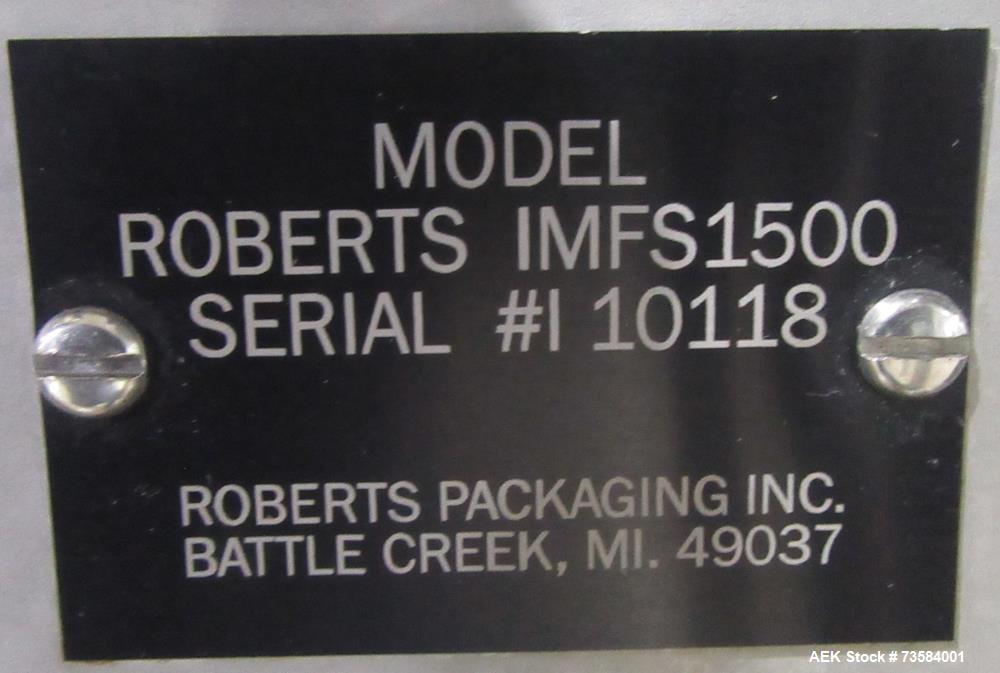 MODEL
ROBERTS IMFS1500
SERIAL #I 10118
ROBERTS PACKAGING INC.
BATTLE CREEK, MI. 49037
AEK Stock # 73584001